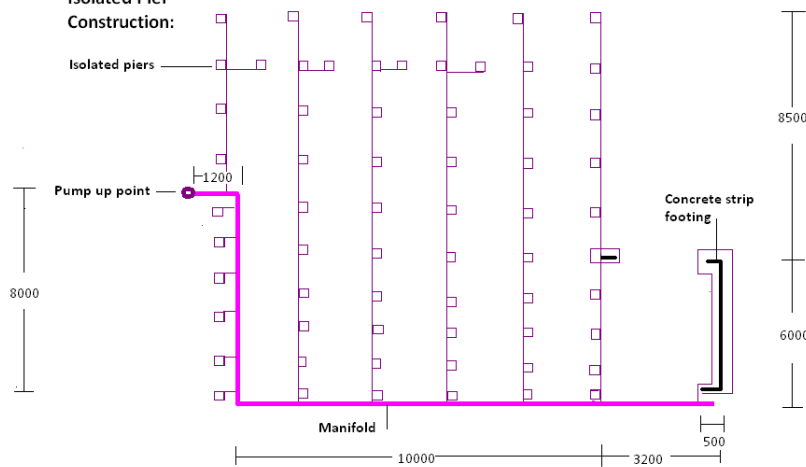 Isolated Pier
Construction:
Isolated piers
8500
1200
Pump up point
Concrete strip
footing
8000
6000
Manifold
500
10000
3200